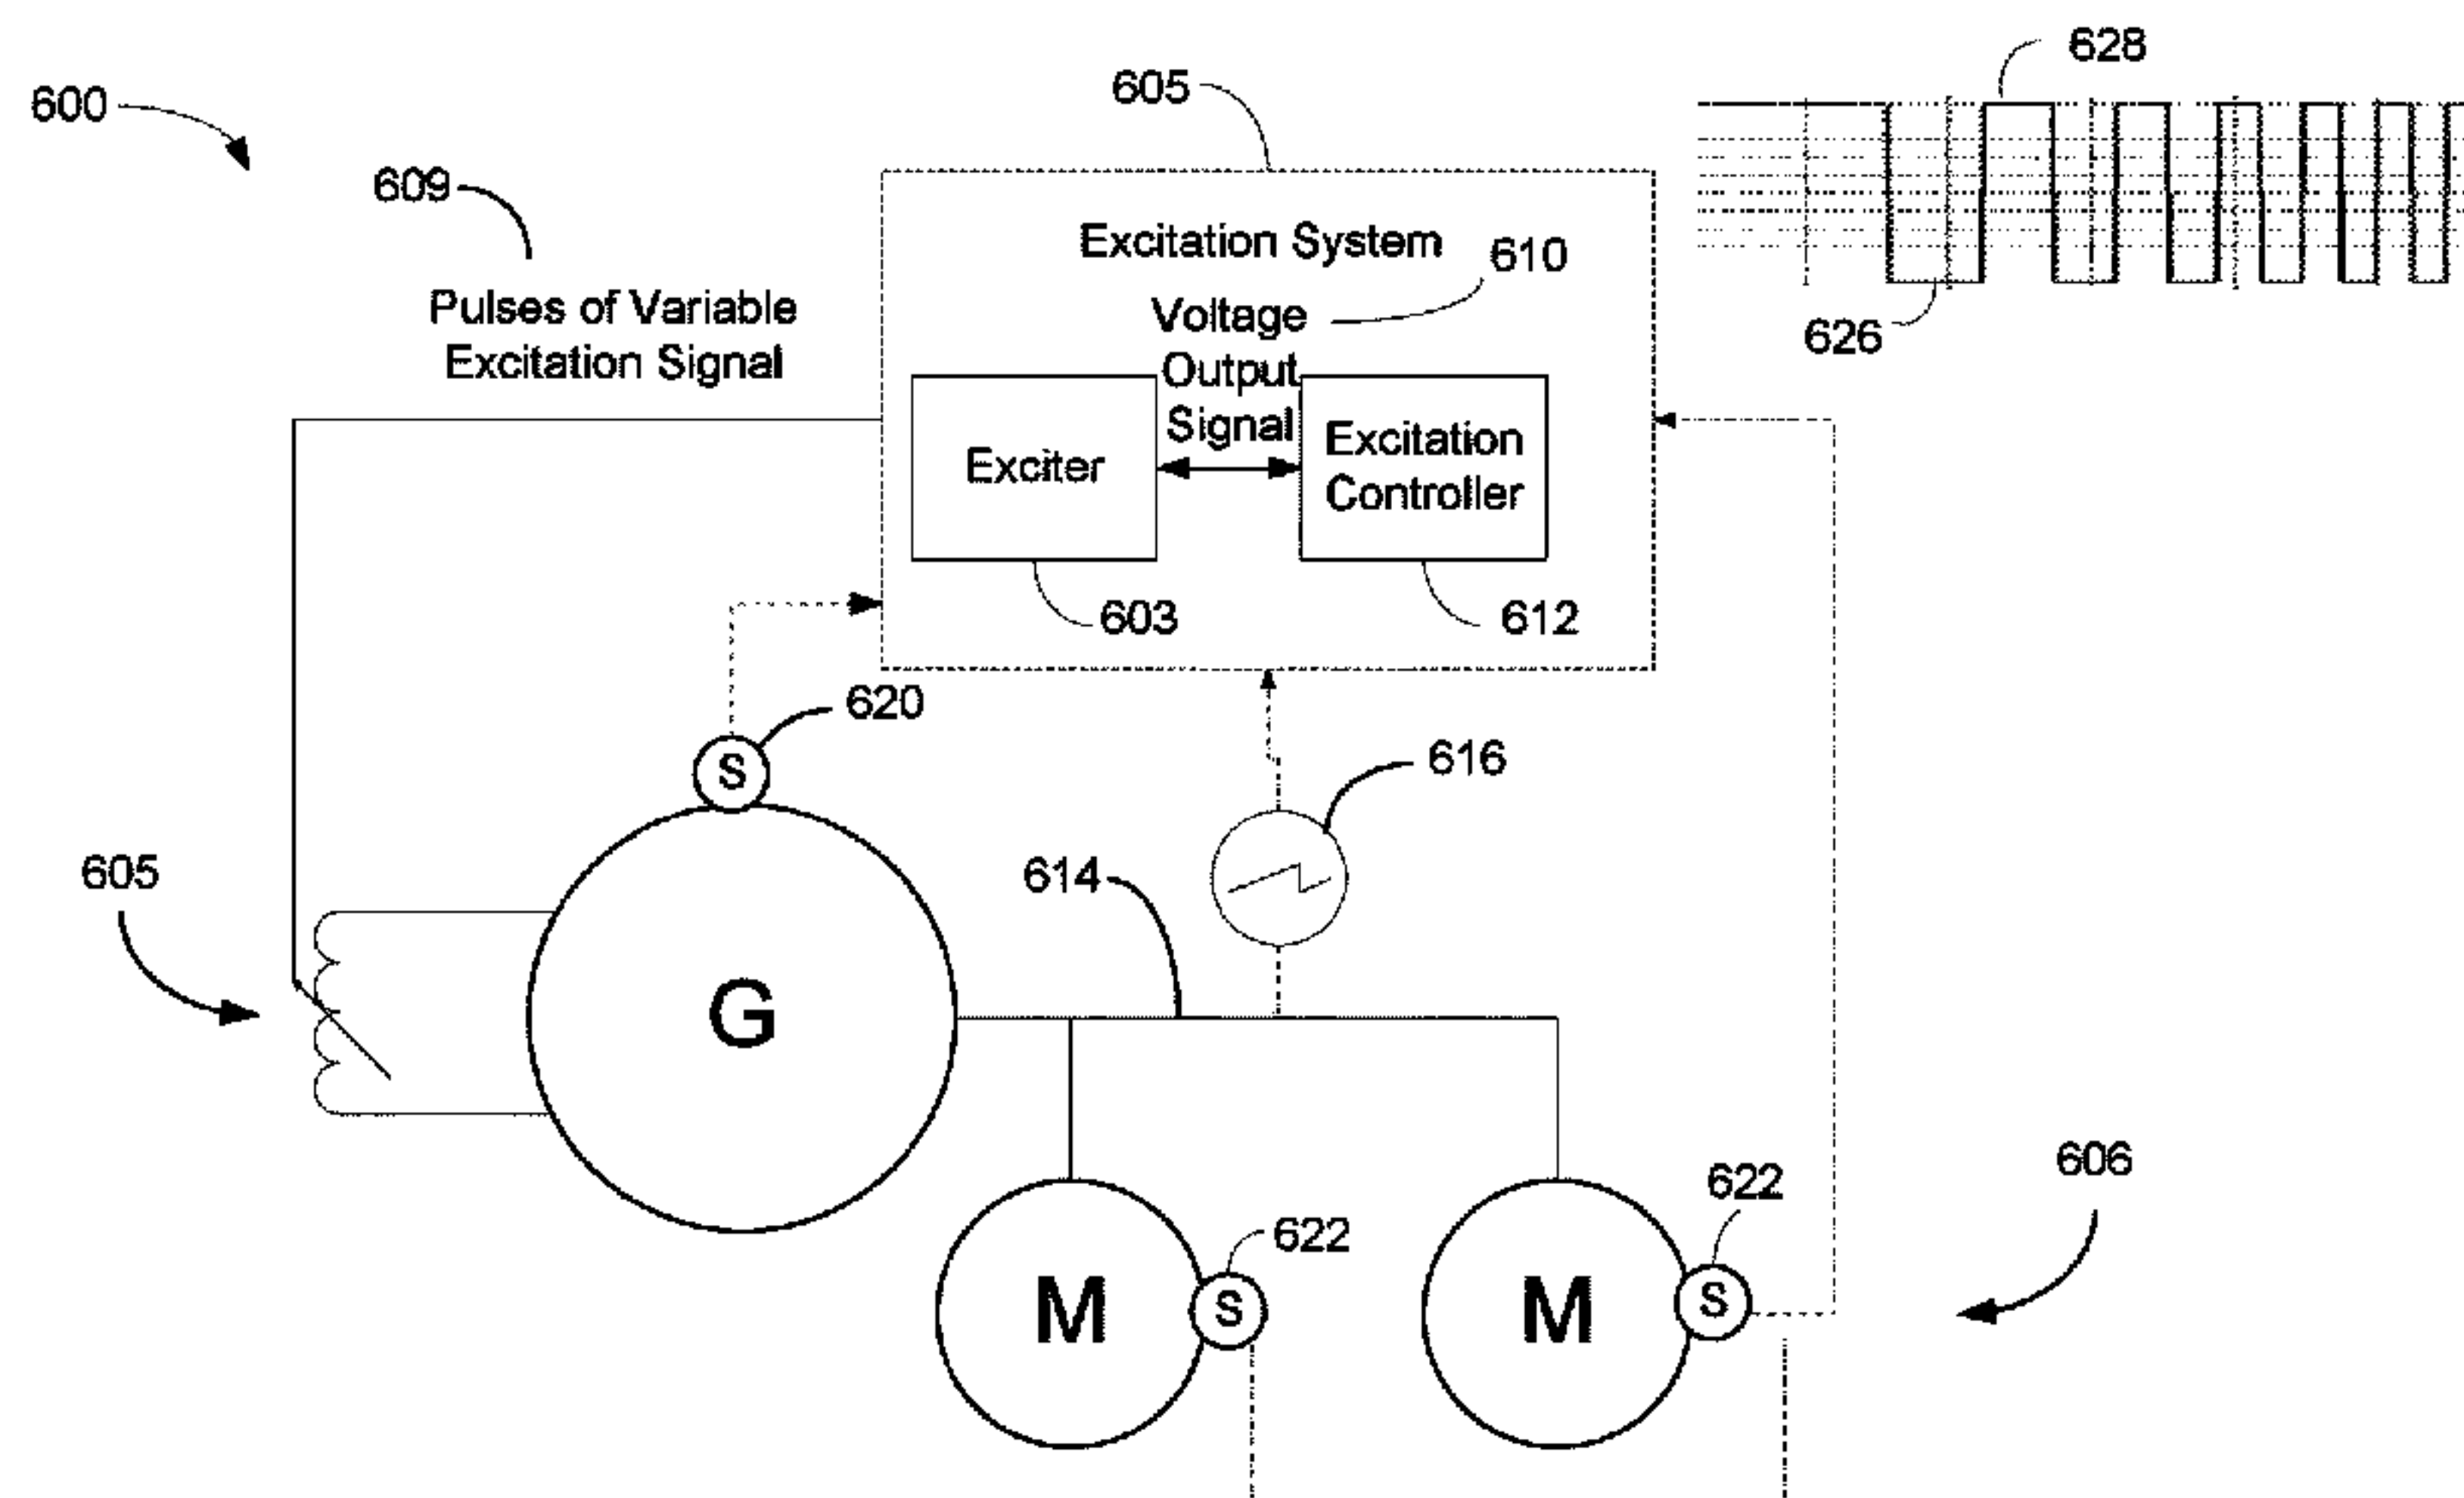 628
605
600
609
Excitation System
610
Pulses of Variable
Excitation Signal
Voltage
Output
Signal
626
Exciter
Excitation
Controller
603
612
620
S
616
605
614
G
606
622
622
M
S
M
S